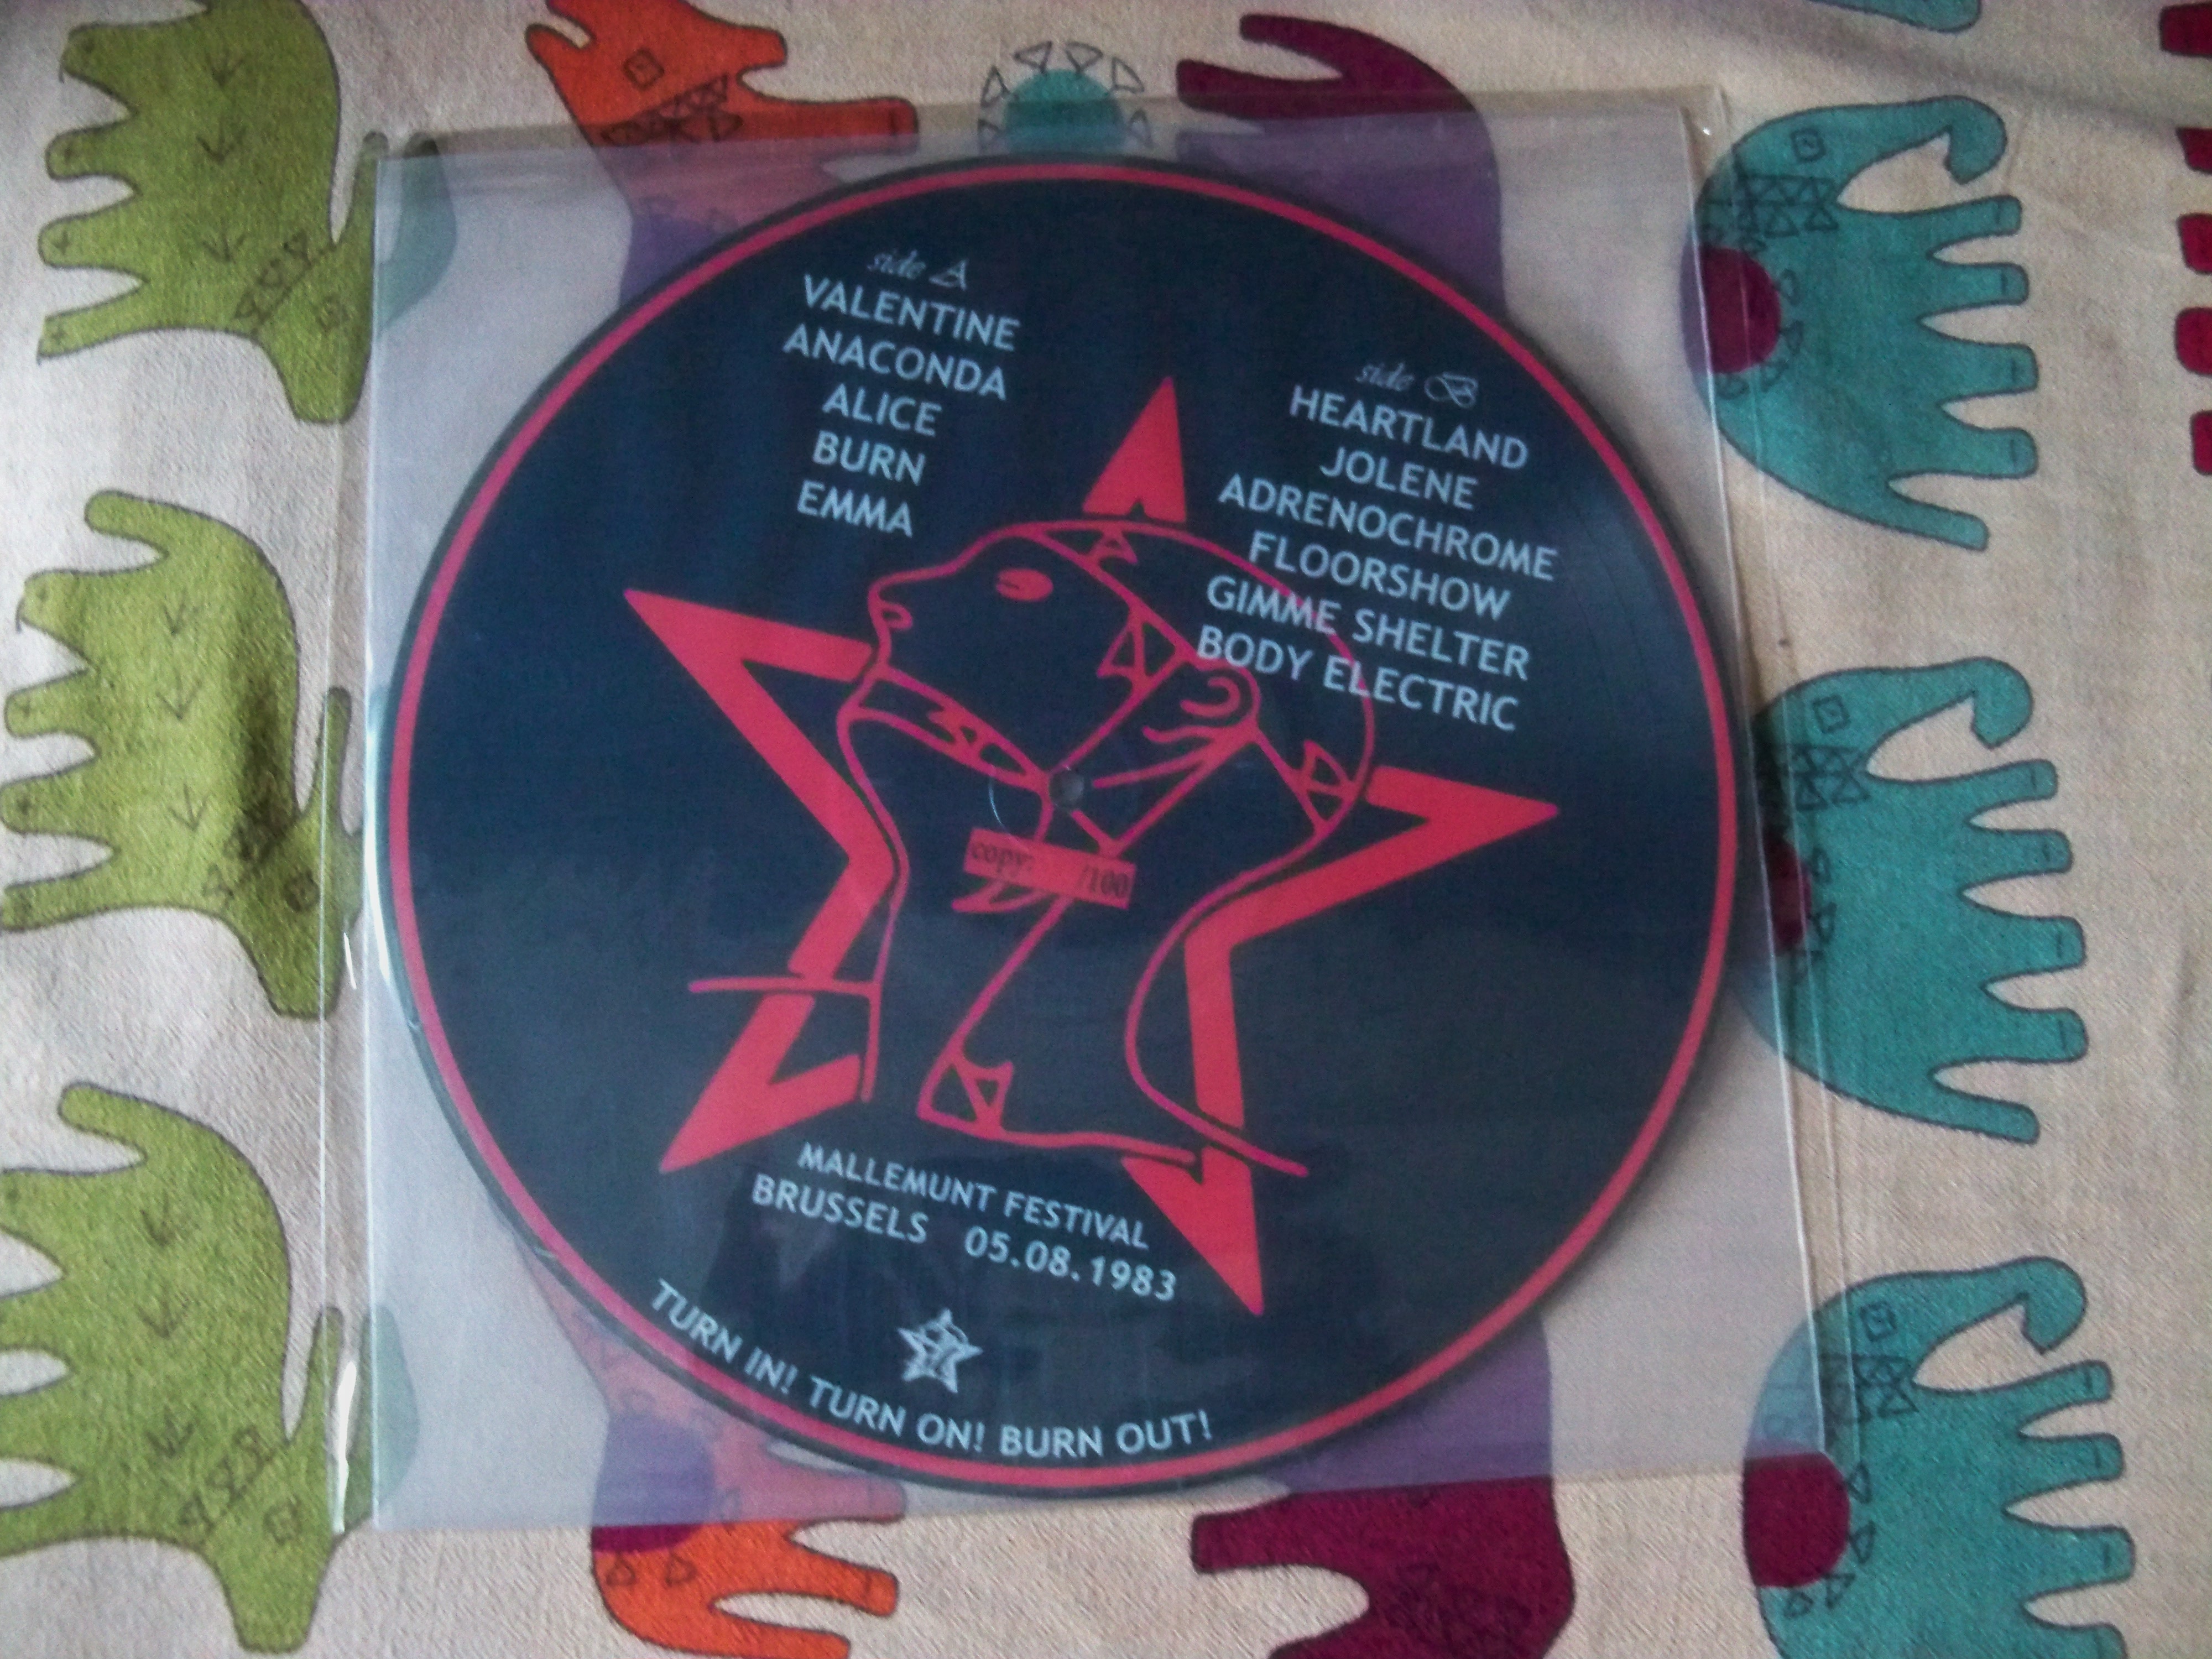 side A
VALENTINE
ANACONDA
ALICE
BURN
EMMA
side B
HEARTLAND
JOLENE
ADRENOCHROME
FLOORSHOW
GIMME SHELTER
BODY ELECTRIC
copy: /100
MALLEMUNT FESTIVAL
BRUSSELS 05.08.1983
TURN IN! TURN ON! BURN OUT!